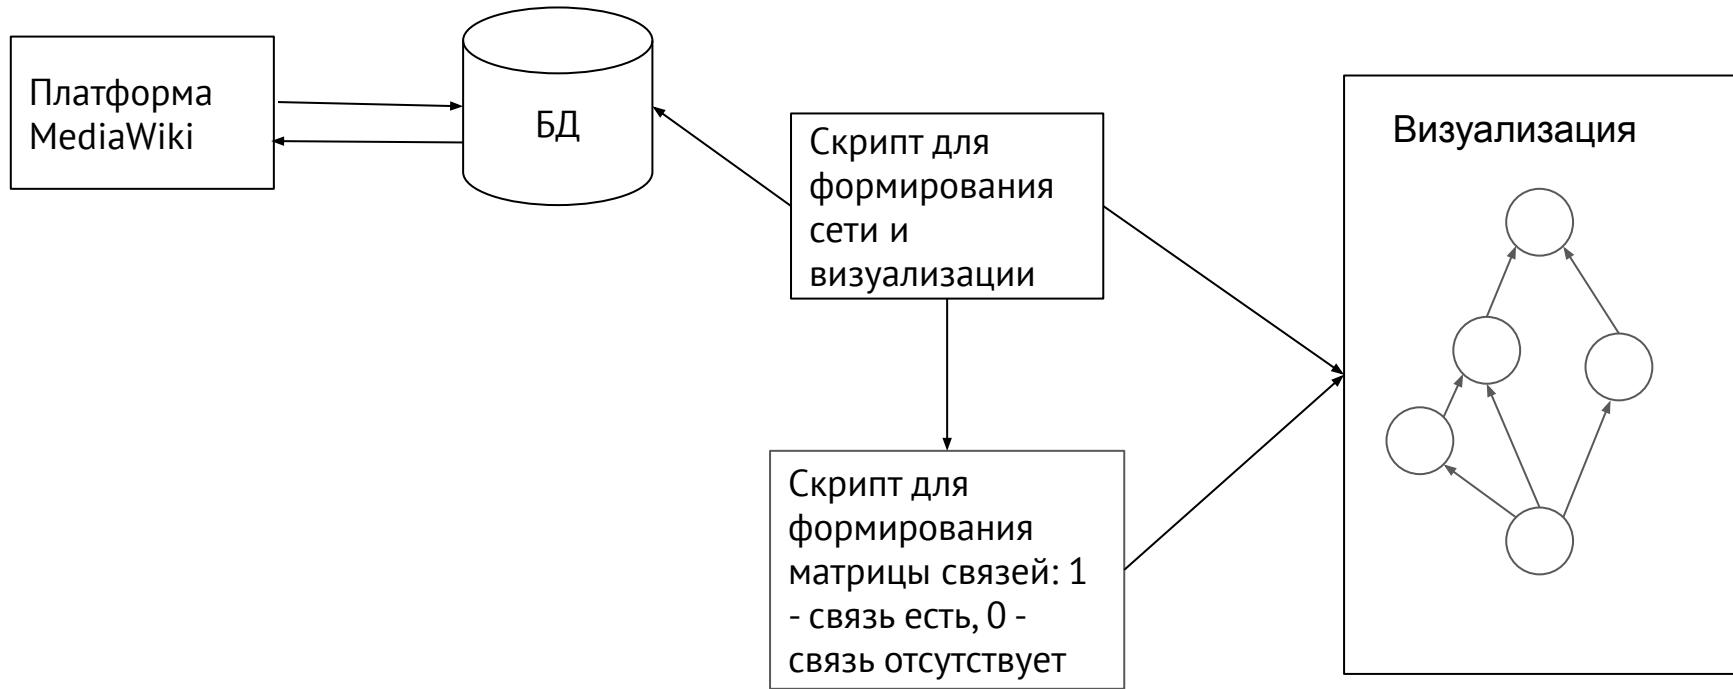 Платформа
MediaWiki
БД
Скрипт для
формирования
сети и
визуализации
Скрипт для
формирования
матрицы связей: 1
- связь есть, 0 -
связь отсутствует
Визуализация